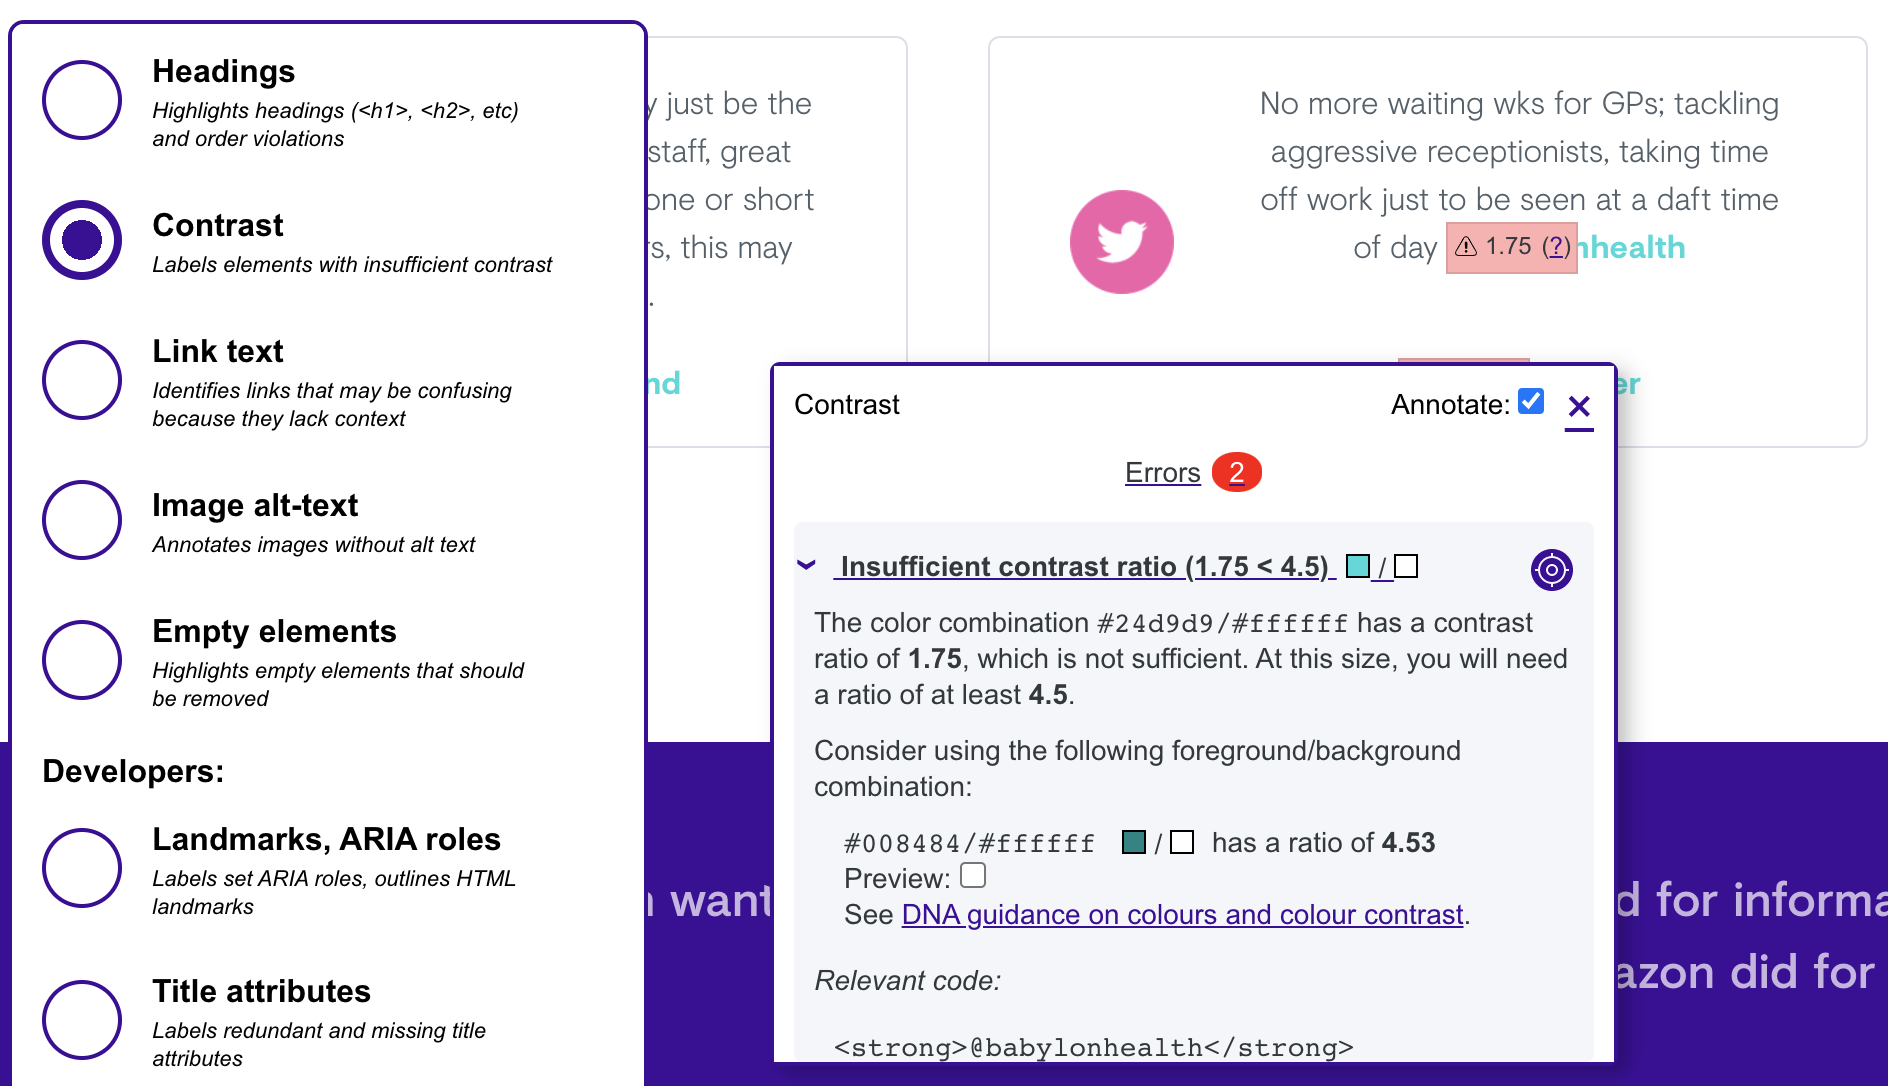 Headings
Highlights headings (<h1>, <h2>, etc)
and order violations
Contrast
Labels elements with insufficient contrast
Link text
Identifies links that may be confusing
because they lack context
Image alt-text
Annotates images without alt text
Empty elements
Highlights empty elements that should
be removed
Developers:
Landmarks, ARIA roles
Labels set ARIA roles, outlines HTML
landmarks
Title attributes
Labels redundant and missing title
attributes
y just be the
staff, great
one or short
rs, this may
.
nd
No more waiting wks for GPs; tackling
aggressive receptionists, taking time
off work just to be seen at a daft time
of day 1.75 (?)nhealth
er
Contrast
Annotate:
Errors 2
Insufficient contrast ratio (1.75 < 4.5) /
The color combination #24d9d9/#ffffff has a contrast
ratio of 1.75, which is not sufficient. At this size, you will need
a ratio of at least 4.5.
Consider using the following foreground/background
combination:
#008484/#ffffff / has a ratio of 4.53
Preview:
See DNA guidance on colours and colour contrast.
Relevant code:
<strong>@babylonhealth</strong>
want
d for informa
azon did for